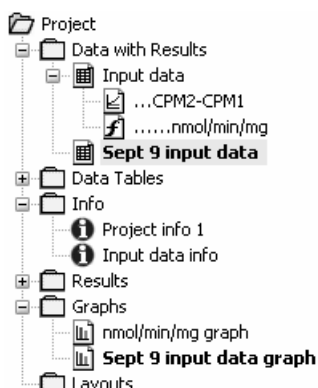 Project
Data with Results
Input data
...CPM2-CPM1
......nmol/min/mg
Sept 9 input data
Data Tables
Info
Project info 1
Input data info
Results
Graphs
nmol/min/mg graph
Sept 9 input data graph
Layouts